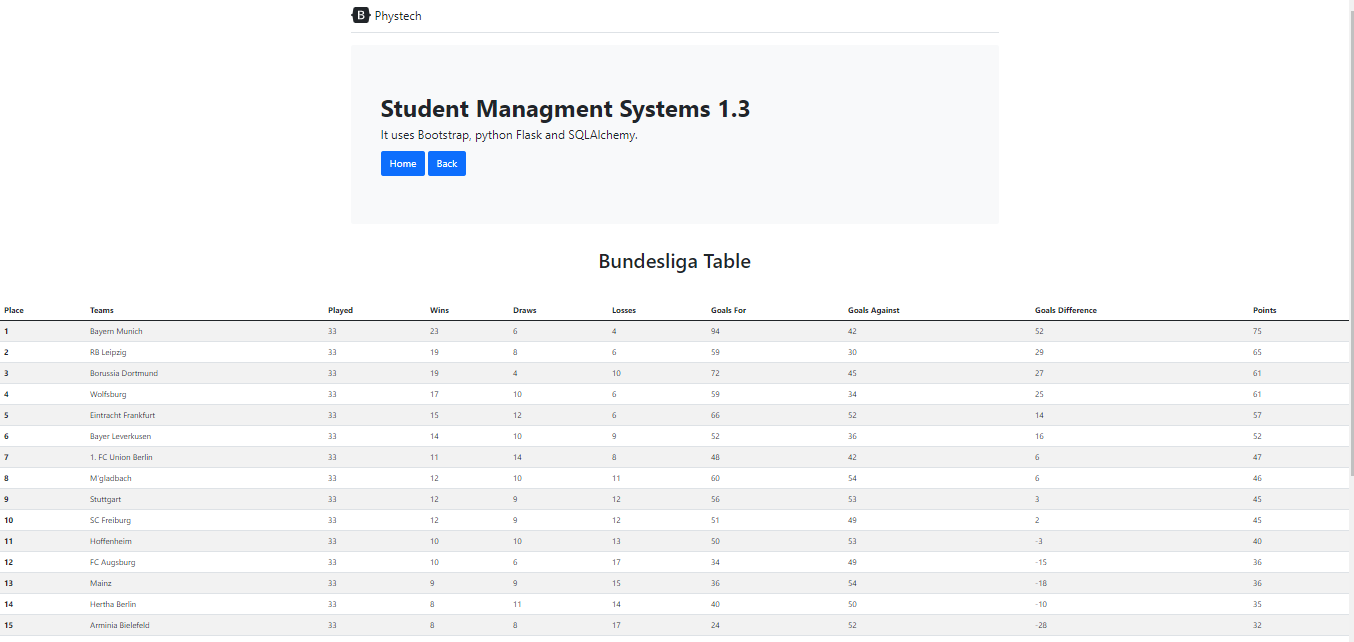 B Phystech
Student Managment Systems 1.3
It uses Bootstrap, python Flask and SQLAlchemy.
Home Back
Bundesliga Table
Place Teams Played Wins Draws Losses Goals For Goals Against Goals Difference Points
1 Bayern Munich 33 23 6 4 94 42 52 75
2 RB Leipzig 33 19 8 6 59 30 29 65
3 Borussia Dortmund 33 19 4 10 72 45 27 61
4 Wolfsburg 33 17 10 6 59 34 25 61
5 Eintracht Frankfurt 33 15 12 6 66 52 14 57
6 Bayer Leverkusen 33 14 10 9 52 36 16 52
7 1. FC Union Berlin 33 11 14 8 48 42 6 47
8 M'gladbach 33 12 10 11 60 54 6 46
9 Stuttgart 33 12 9 12 56 53 3 45
10 SC Freiburg 33 12 9 12 51 49 2 45
11 Hoffenheim 33 10 10 13 50 53 -3 40
12 FC Augsburg 33 10 6 17 34 49 -15 36
13 Mainz 33 9 9 15 36 54 -18 36
14 Hertha Berlin 33 8 11 14 40 50 -10 35
15 Arminia Bielefeld 33 8 8 17 24 52 -28 32